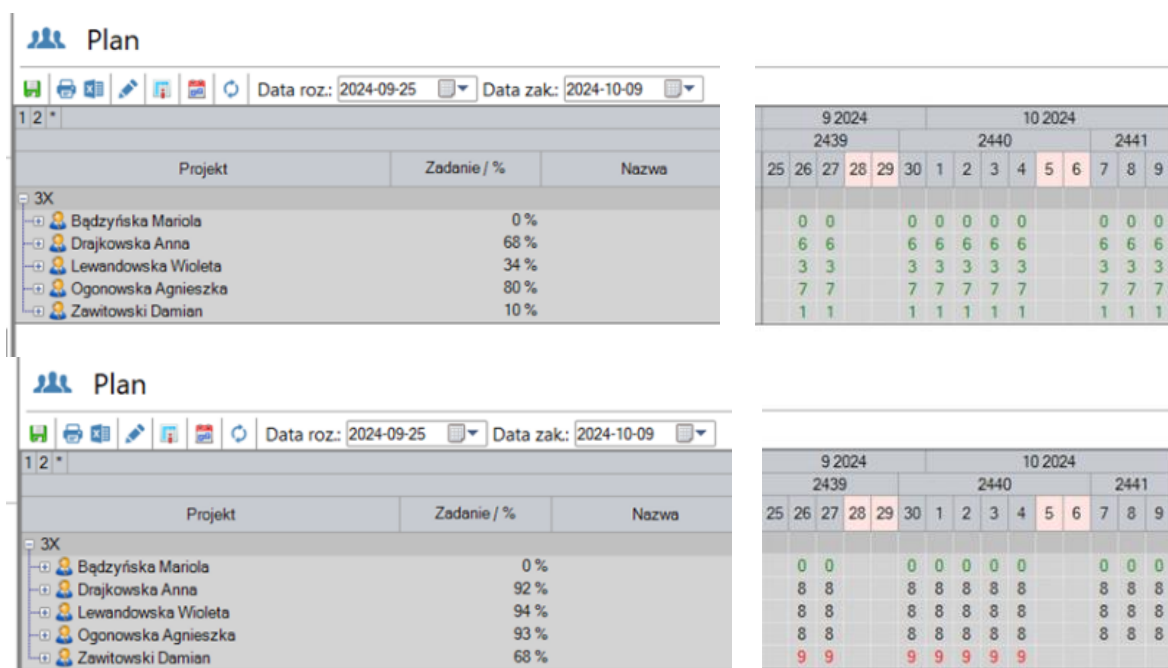 Plan
Data roz.: 2024-09-25 Data zak.: 2024-10-09
1 2 * 9 2024 10 2024
2439 2440 2441
Projekt Zadanie / % Nazwa 25 26 27 28 29 30 1 2 3 4 5 6 7 8 9
3X
Bądzyńska Mariola 0 % 0 0 0 0 0 0 0 0 0 0
Drajkowska Anna 68 % 6 6 6 6 6 6 6 6 6 6
Lewandowska Wioleta 34 % 3 3 3 3 3 3 3 3 3 3
Ogonowska Agnieszka 80 % 7 7 7 7 7 7 7 7 7 7
Zawitowski Damian 10 % 1 1 1 1 1 1 1 1 1 1
Plan
Data roz.: 2024-09-25 Data zak.: 2024-10-09
1 2 * 9 2024 10 2024
2439 2440 2441
Projekt Zadanie / % Nazwa 25 26 27 28 29 30 1 2 3 4 5 6 7 8 9
3X
Bądzyńska Mariola 0 % 0 0 0 0 0 0 0 0 0 0
Drajkowska Anna 92 % 8 8 8 8 8 8 8 8 8 8
Lewandowska Wioleta 94 % 8 8 8 8 8 8 8 8 8 8
Ogonowska Agnieszka 93 % 8 8 8 8 8 8 8 8 8 8
Zawitowski Damian 68 % 9 9 9 9 9 9 9